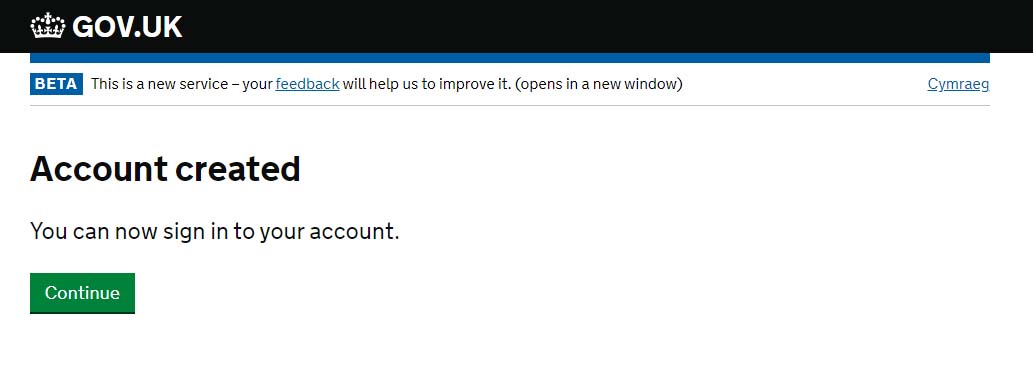 GOV.UK
BETA This is a new service – your feedback will help us to improve it. (opens in a new window) Cymraeg
Account created
You can now sign in to your account.
Continue